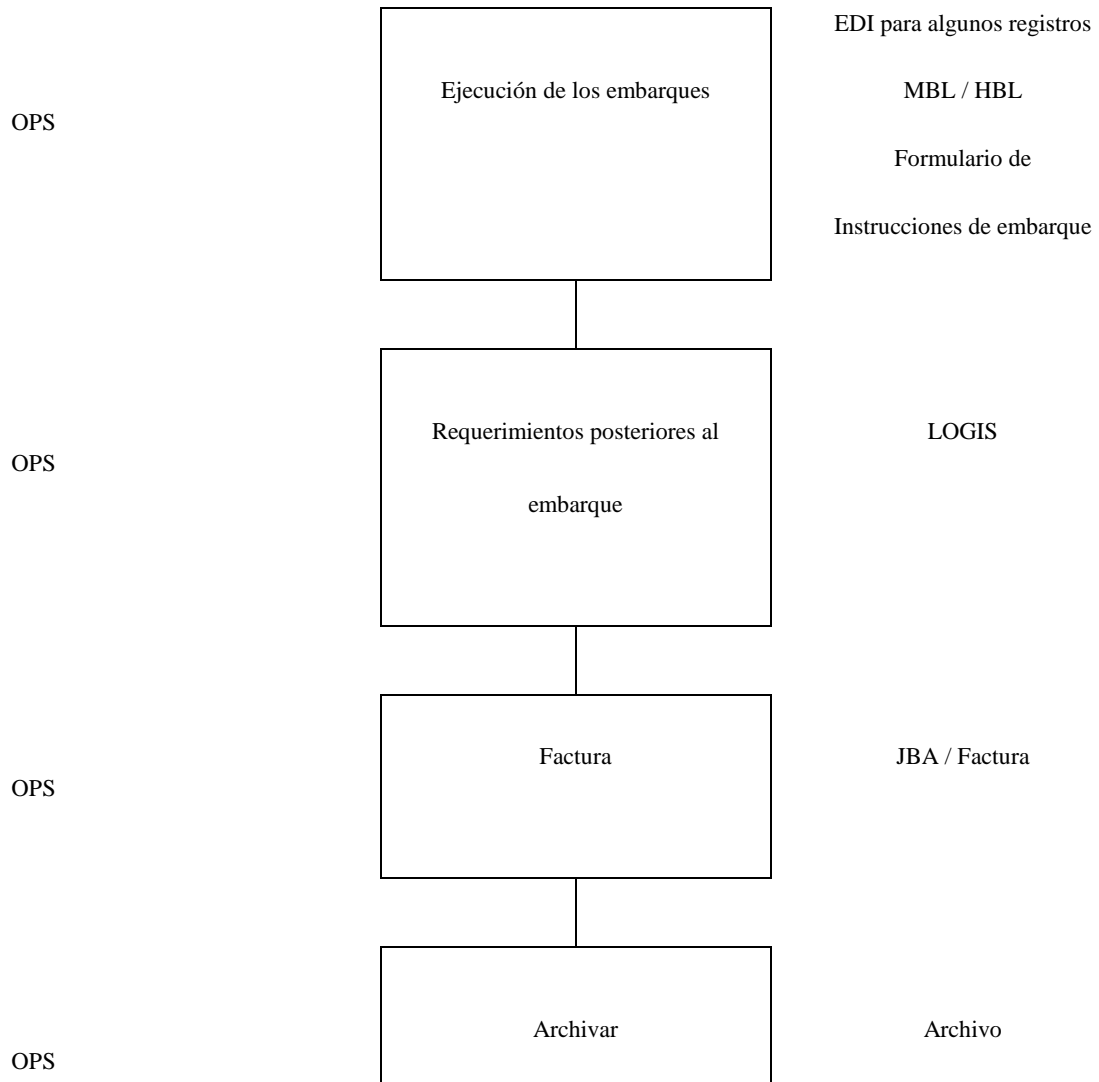 EDI para algunos registros
Ejecución de los embarques
MBL / HBL
OPS
Formulario de
Instrucciones de embarque
Requerimientos posteriores al
LOGIS
OPS
embarque
Factura
JBA / Factura
OPS
Archivar
Archivo
OPS